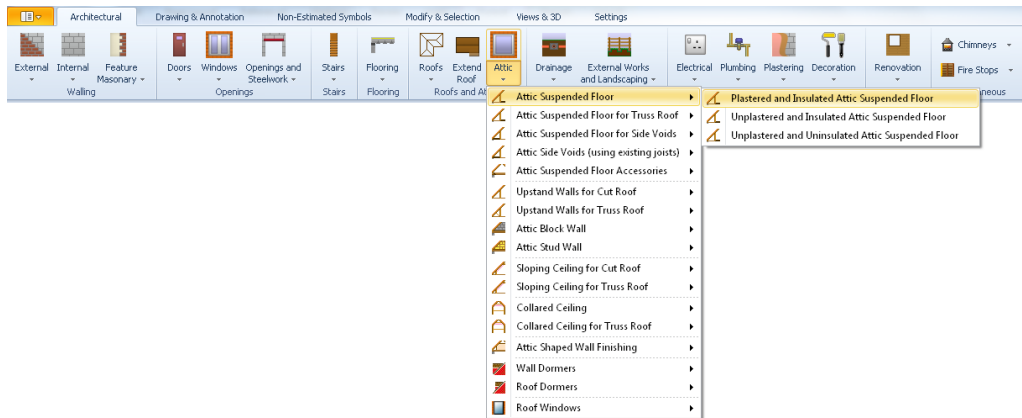 Architectural Drawing & Annotation Non-Estimated Symbols Modify & Selection Views & 3D Settings
External Internal Feature Masonary Doors Windows Openings and Steelwork Stairs Flooring Roofs Extend Roof Attic Drainage External Works and Landscaping Electrical Plumbing Plastering Decoration Renovation Chimneys
Fire Stops
Walling Openings Stairs Flooring Roofs and At neous
Attic Suspended Floor
Plastered and Insulated Attic Suspended Floor
Unplastered and Insulated Attic Suspended Floor
Unplastered and Uninsulated Attic Suspended Floor
Attic Suspended Floor for Truss Roof
Attic Suspended Floor for Side Voids
Attic Side Voids (using existing joists)
Attic Suspended Floor Accessories
Upstand Walls for Cut Roof
Upstand Walls for Truss Roof
Attic Block Wall
Attic Stud Wall
Sloping Ceiling for Cut Roof
Sloping Ceiling for Truss Roof
Collared Ceiling
Collared Ceiling for Truss Roof
Attic Shaped Wall Finishing
Wall Dormers
Roof Dormers
Roof Windows